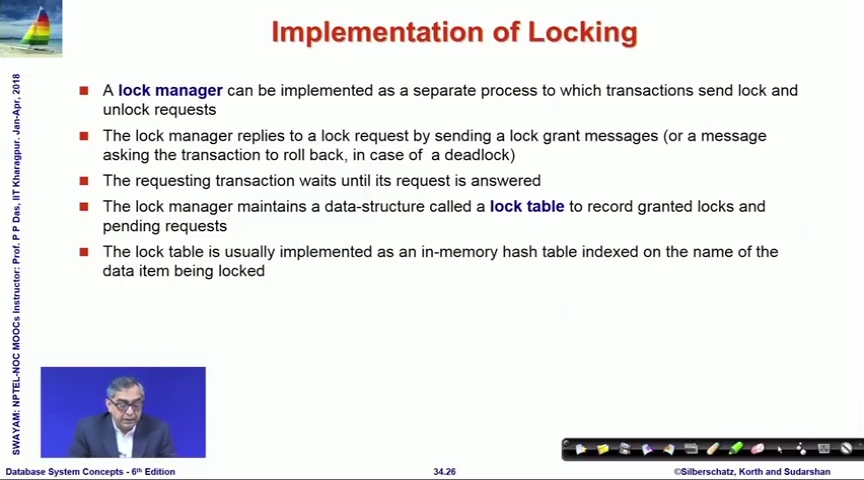 Implementation of Locking
A lock manager can be implemented as a separate process to which transactions send lock and
unlock requests
The lock manager replies to a lock request by sending a lock grant messages (or a message
asking the transaction to roll back, in case of a deadlock)
The requesting transaction waits until its request is answered
The lock manager maintains a data-structure called a lock table to record granted locks and
pending requests
The lock table is usually implemented as an in-memory hash table indexed on the name of the
data item being locked
SWAYAM: NPTEL-NOC MOOCs Instructor: Prof. P P Das, IIT Kharagpur, Jan-Apr, 2018
Database System Concepts - 6th Edition
34.26
©Silberschatz, Korth and Sudarshan